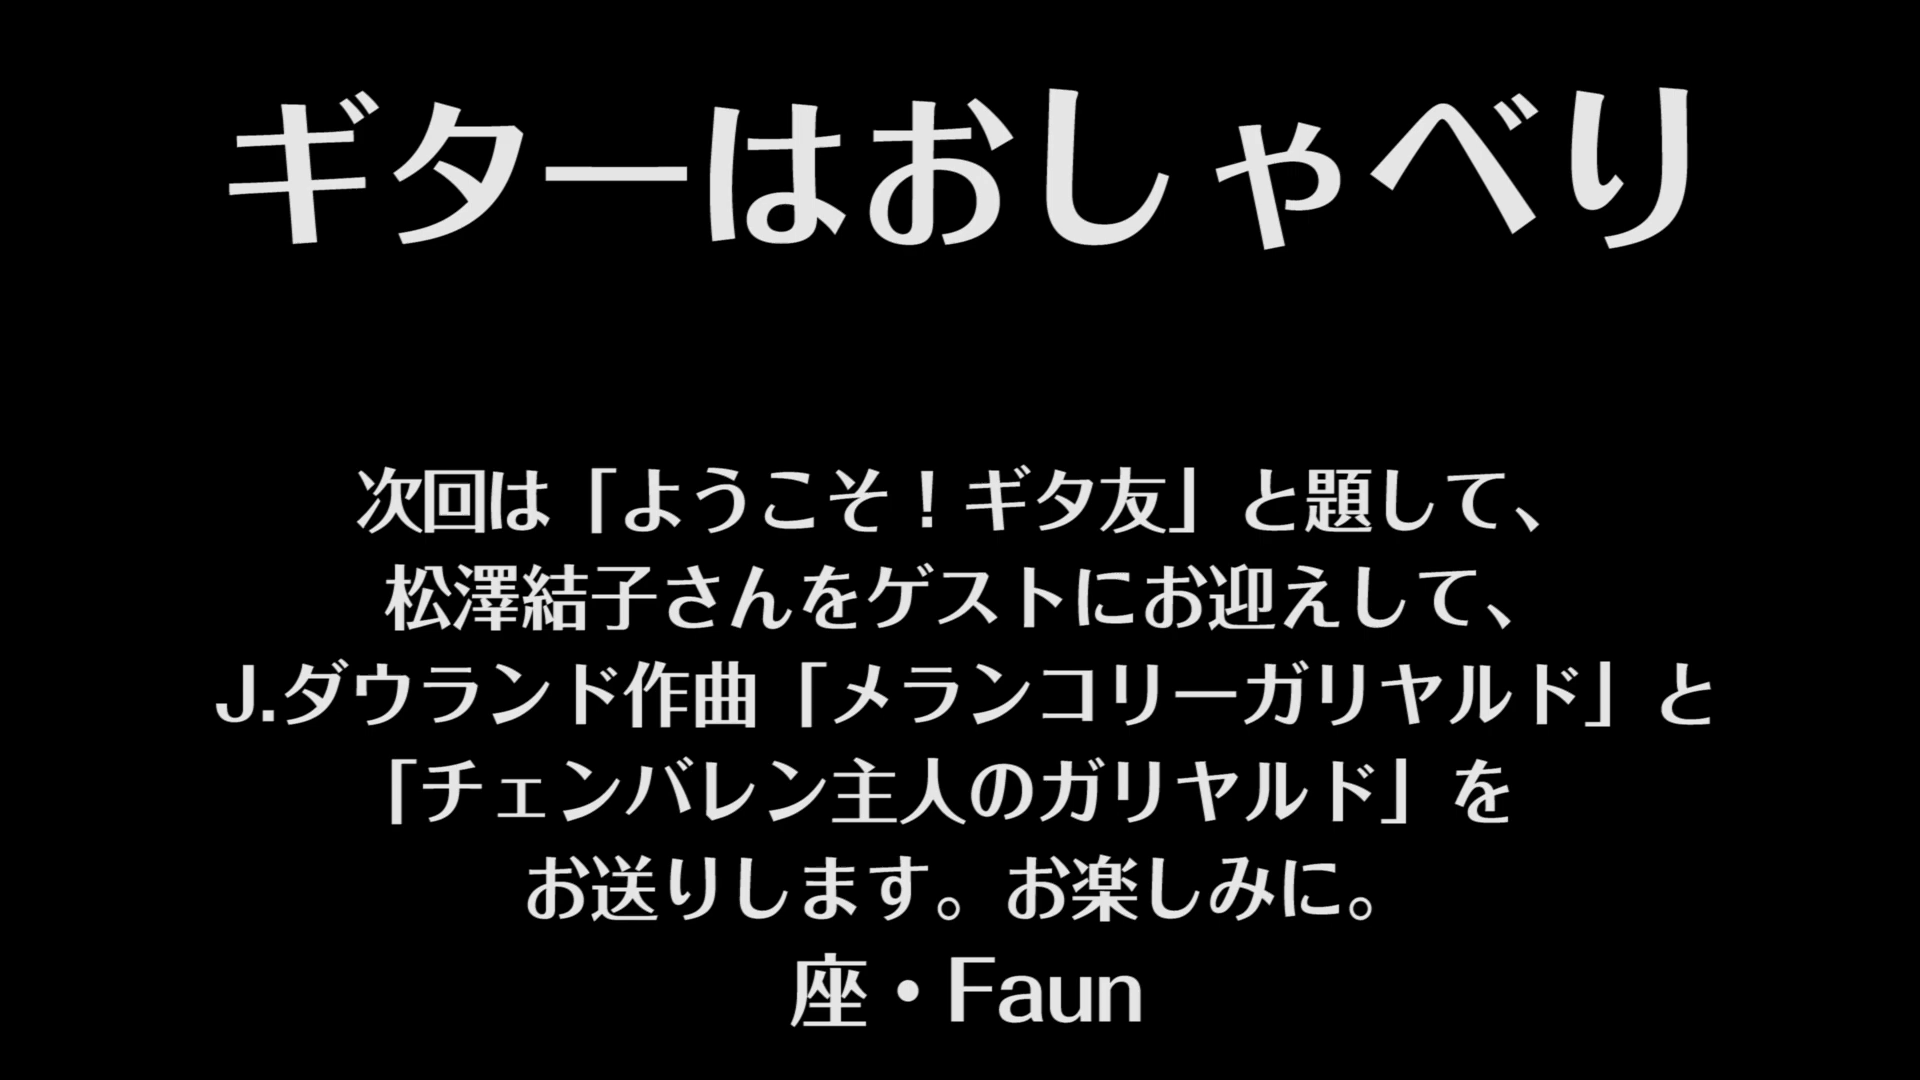 ギターはおしゃべり
次回は「ようこそ！ギタ友」と題して、
松澤結子さんをゲストにお迎えして、
J.ダウランド作曲「メランコリーガリヤルド」と
「チェンバレン主人のガリヤルド」を
お送りします。お楽しみに。
座・Faun